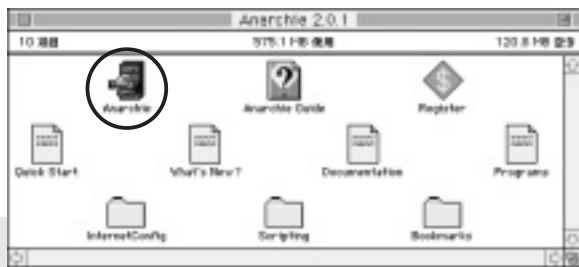 Anarchie 2.0.1
10 項目 575.1 MB 使用 120.8 MB 空き
Anarchie Anarchie Guide Register
Quick Start What's New? Documentation Programs
InternetConfig Scripting Bookmarks